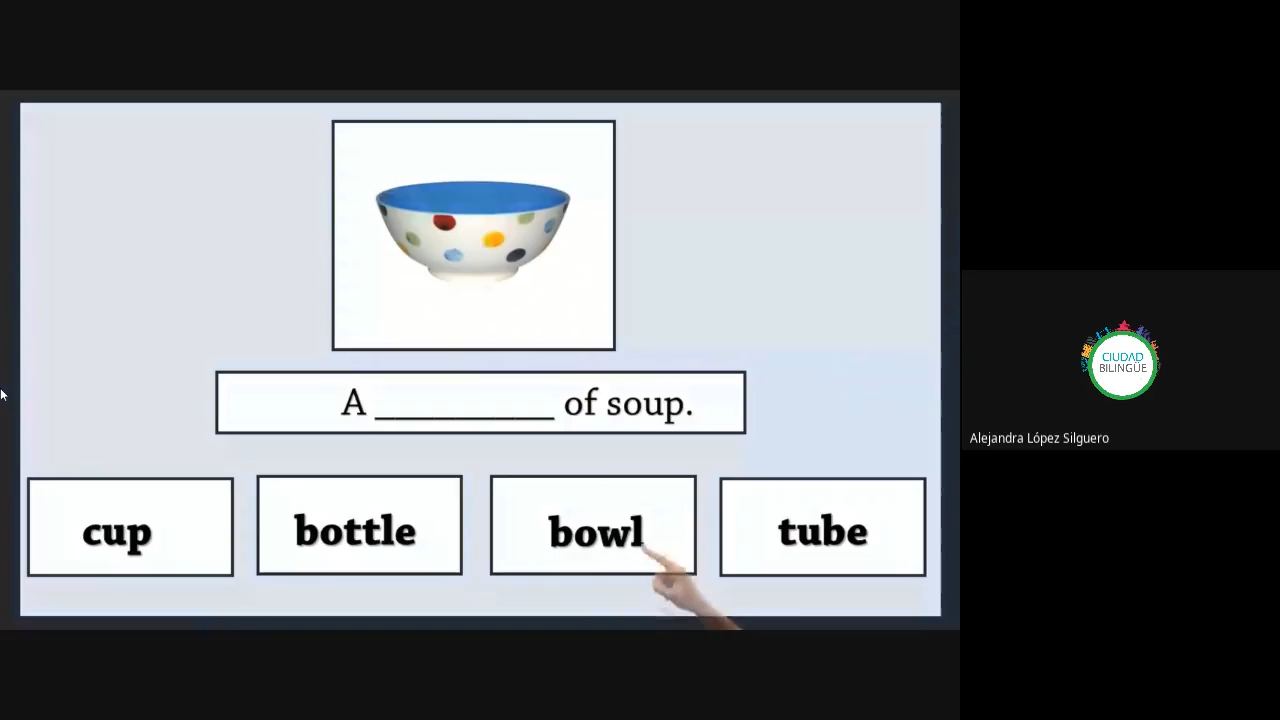 A __________ of soup.
cup
bottle
bowl
tube
CIUDAD
BILINGÜE
Alejandra López Silguero